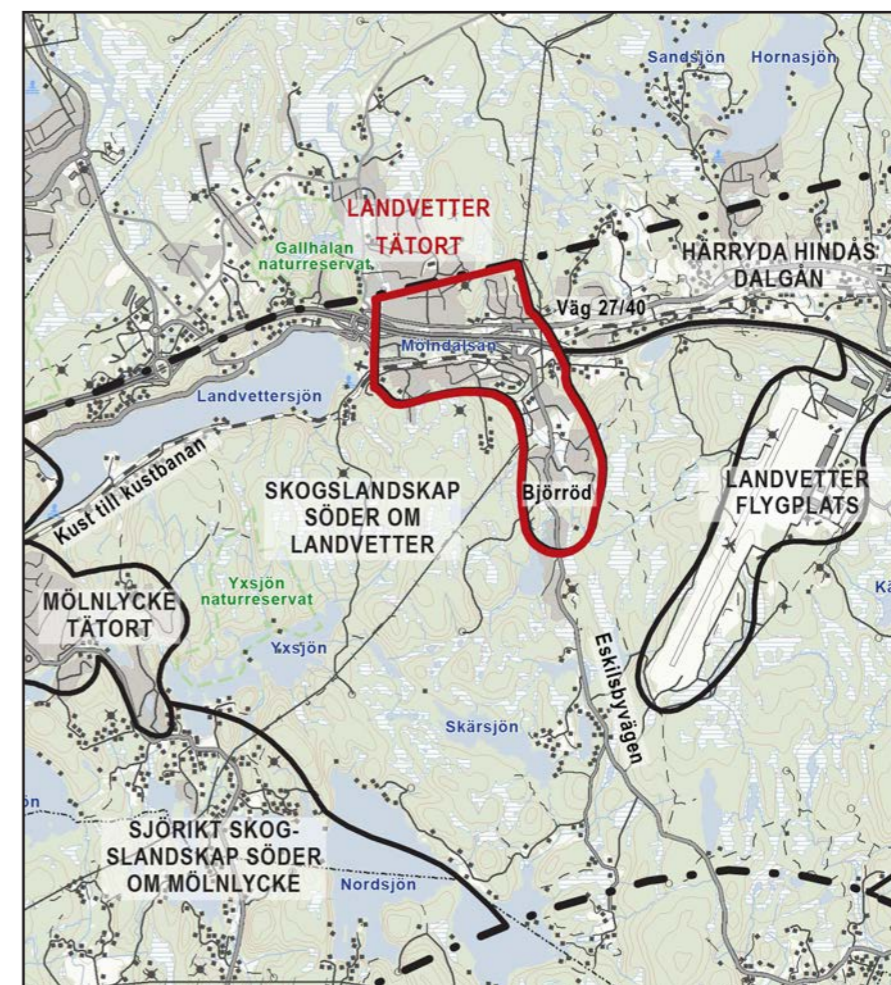 Sandsjön
Hornasjön
LANDVETTER
TÄTORT
Gallhålan
naturreservat
HÄRRYDA HINDÅS
DALGÅN
Väg 27/40
Mölndalsån
Landvettersjön
Kust till kustbanan
SKOGSLANDSKAP
SÖDER OM
LANDVETTER
Björröd
LANDVETTER
FLYGPLATS
Yxsjön
naturreservat
MÖLNLYCKE
TÄTORT
Kä
Yxsjön
Eskilsbyvägen
Skärsjön
ön
SJÖRIKT SKOG-
SLANDSKAP SÖDER
OM MÖLNLYCKE
Nordsjön